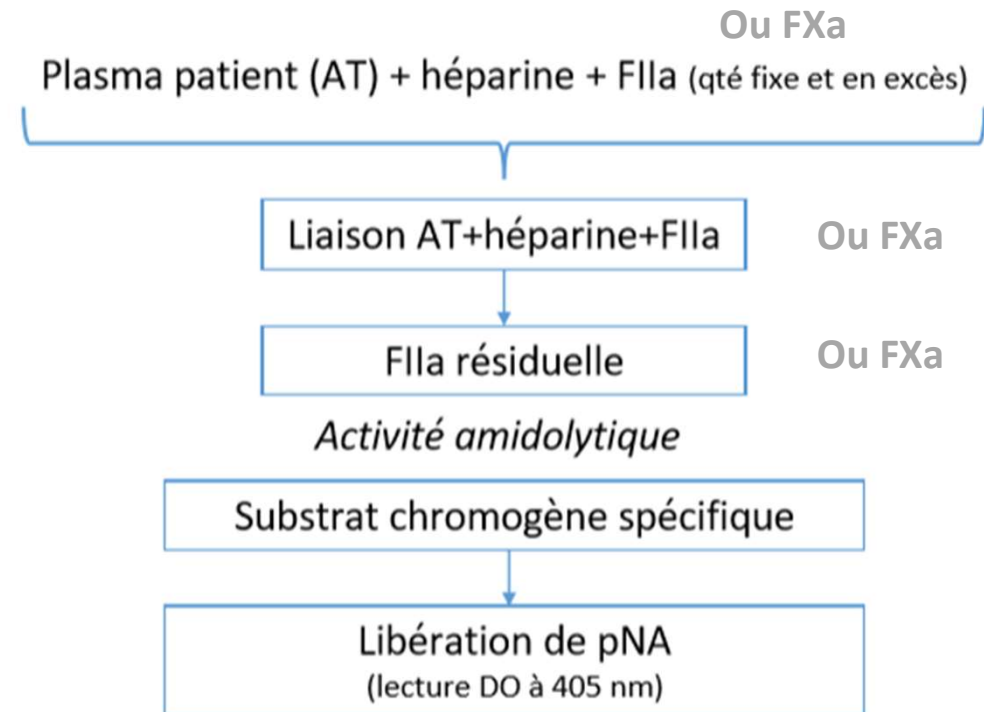 Ou FXa
Plasma patient (AT) + héparine + FIIa (qté fixe et en excès)
Liaison AT+héparine+FIIa
Ou FXa
FIIa résiduelle
Ou FXa
Activité amidolytique
Substrat chromogène spécifique
Libération de pNA
(lecture DO à 405 nm)